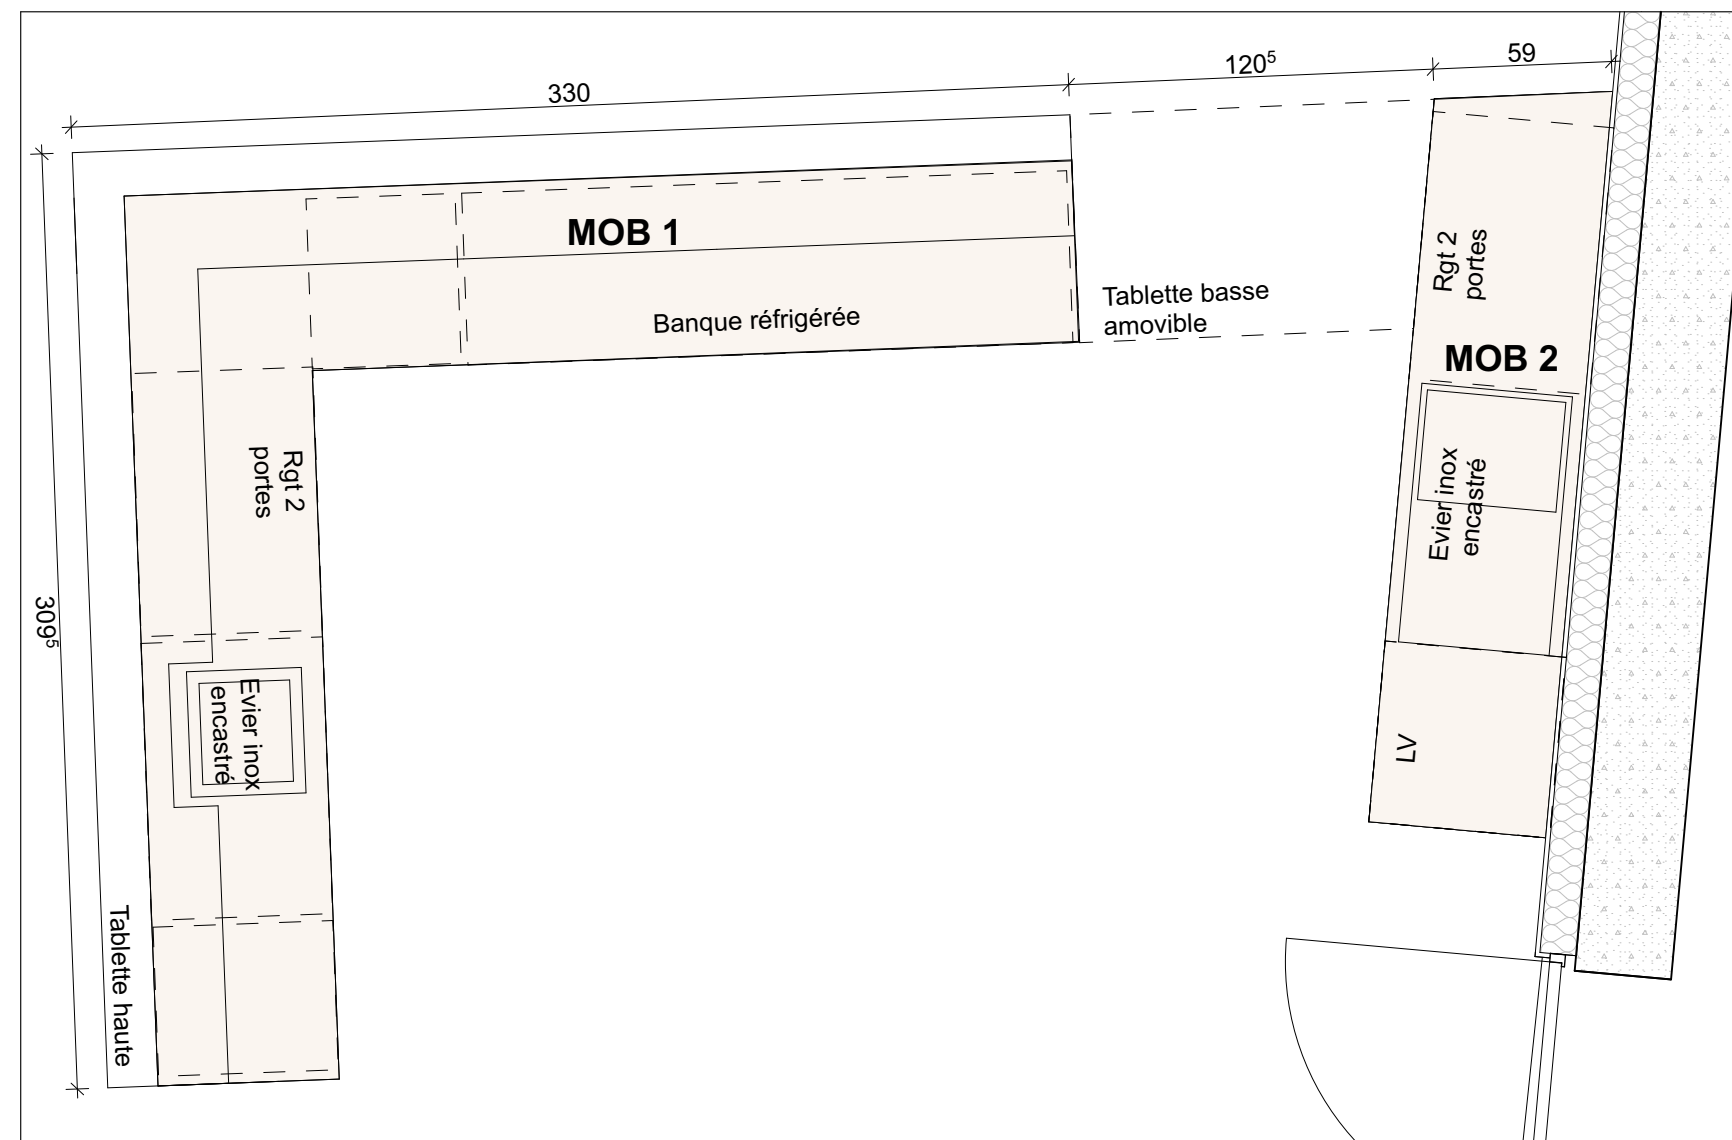 330
120⁵
59
309⁵
MOB 1
Banque réfrigérée
Tablette basse
amovible
Rgt 2
portes
MOB 2
Evier inox
encastré
LV
Rgt 2
portes
Evier inox
encastré
Tablette haute